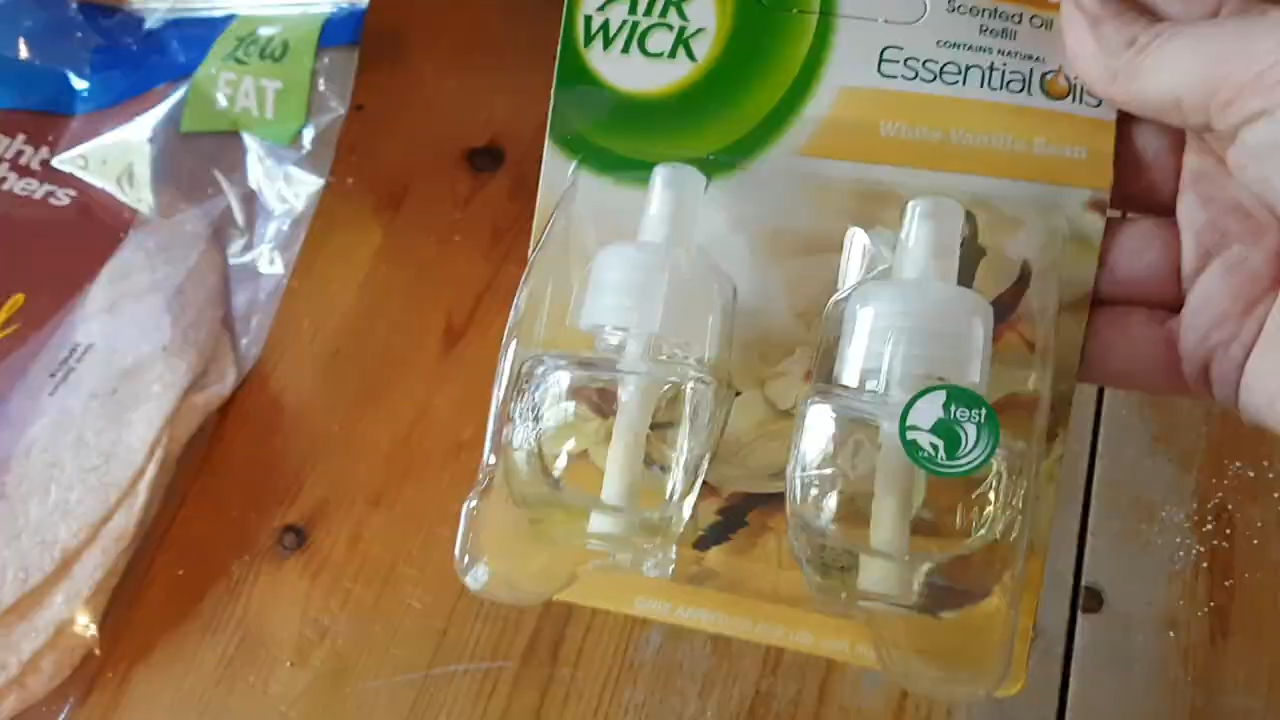 Low
FAT
ght
hers
AIR
WICK
Scented Oil
Refill
CONTAINS NATURAL
Essential Oils
White Vanilla Bean
test